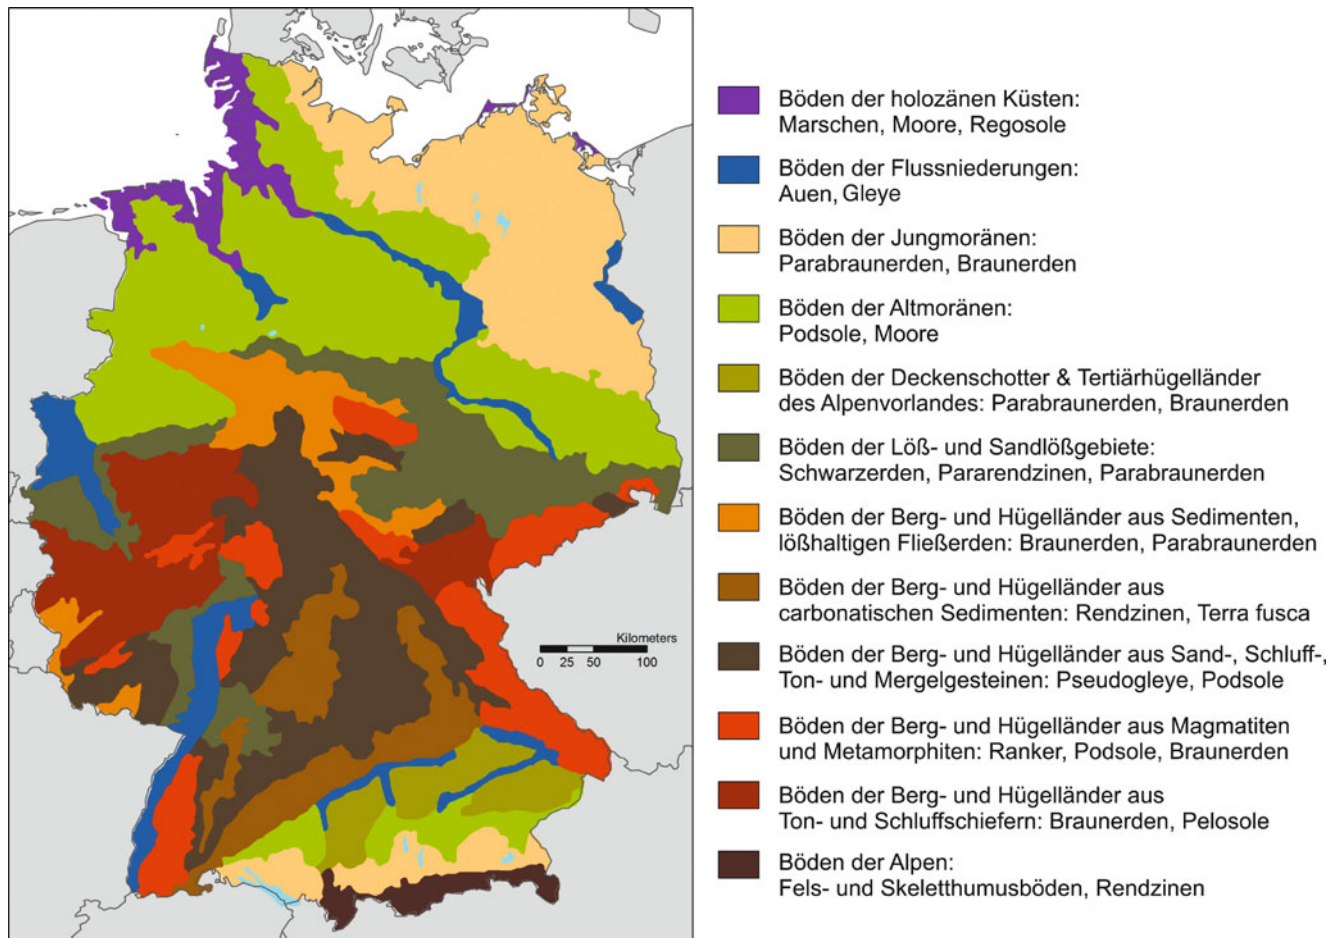 Böden der holozänen Küsten:
Marschen, Moore, Regosole
Böden der Flussniederungen:
Auen, Gleye
Böden der Jungmoränen:
Parabraunerden, Braunerden
Böden der Altmoränen:
Podsole, Moore
Böden der Deckenschotter & Tertiärhügelländer
des Alpenvorlandes: Parabraunerden, Braunerden
Böden der Löß- und Sandlößgebiete:
Schwarzerden, Pararendzinen, Parabraunerden
Böden der Berg- und Hügelländer aus Sedimenten,
lößhaltigen Fließerden: Braunerden, Parabraunerden
Böden der Berg- und Hügelländer aus
carbonatischen Sedimenten: Rendzinen, Terra fusca
Kilometers
0 25 50 100
Böden der Berg- und Hügelländer aus Sand-, Schluff-,
Ton- und Mergelgesteinen: Pseudogleye, Podsole
Böden der Berg- und Hügelländer aus Magmatiten
und Metamorphiten: Ranker, Podsole, Braunerden
Böden der Berg- und Hügelländer aus
Ton- und Schluffschiefern: Braunerden, Pelosole
Böden der Alpen:
Fels- und Skeletthumusböden, Rendzinen